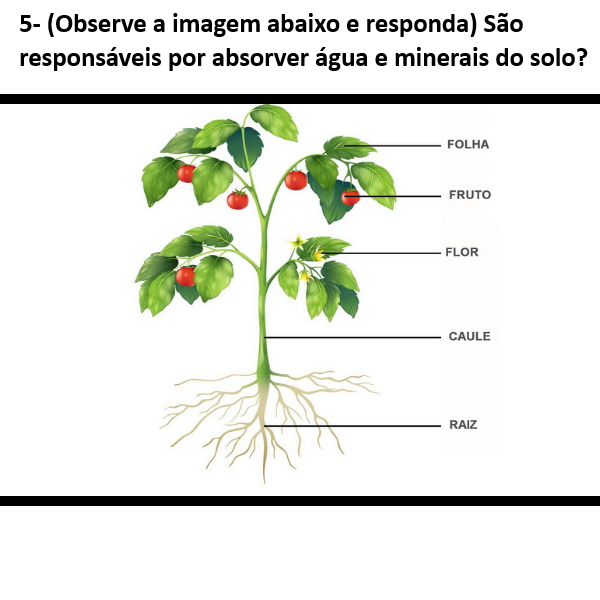 5- (Observe a imagem abaixo e responda) São
responsáveis por absorver água e minerais do solo?
FOLHA
FRUTO
FLOR
CAULE
RAIZ